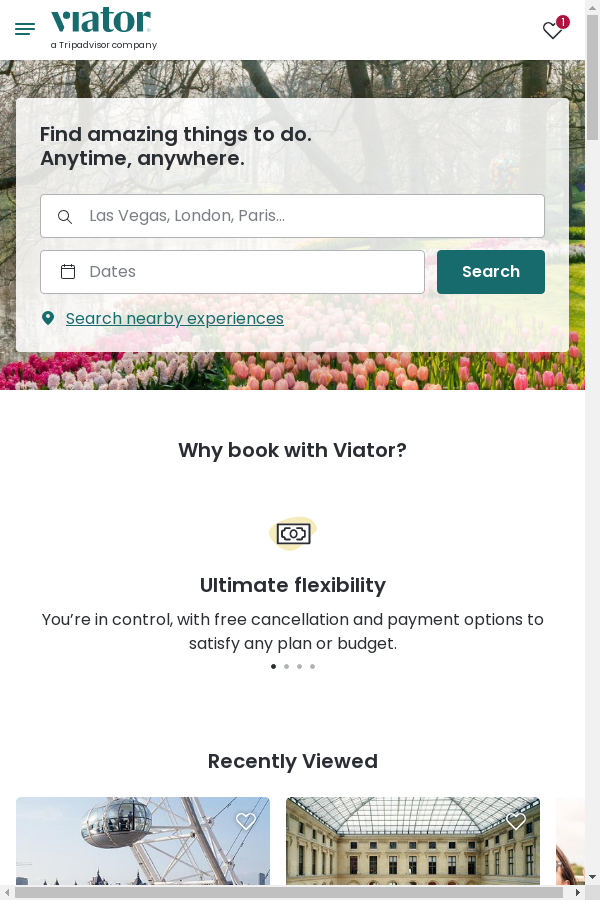 viator
a Tripadvisor company
1
Find amazing things to do.
Anytime, anywhere.
Las Vegas, London, Paris...
Dates
Search
Search nearby experiences
Why book with Viator?
Ultimate flexibility
You’re in control, with free cancellation and payment options to
satisfy any plan or budget.
Recently Viewed